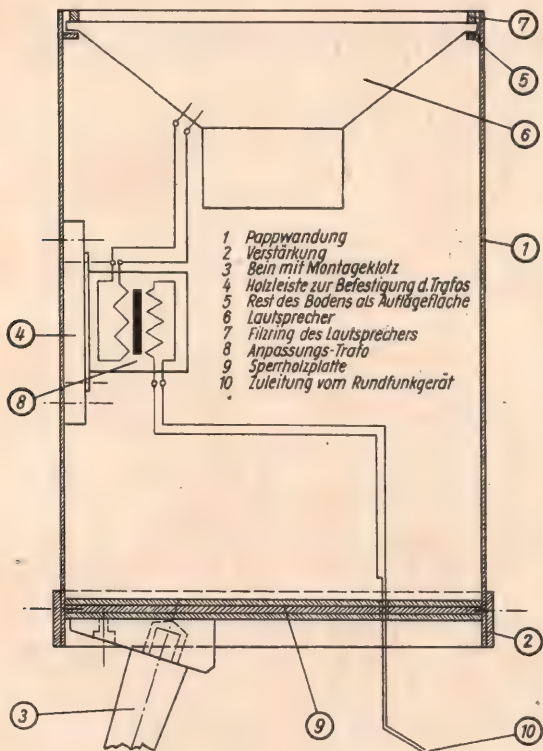 7
5
6
1 Pappwandung
2 Verstärkung
3 Bein mit Montageklotz
4 Holzleiste zur Befestigung d. Trafos
5 Rest des Bodens als Auflagefläche
6 Lautsprecher
7 Filzring des Lautsprechers
8 Anpassungs-Trafo
9 Sperrholzplatte
10 Zuleitung vom Rundfunkgerät
1
4
8
2
3
9
10